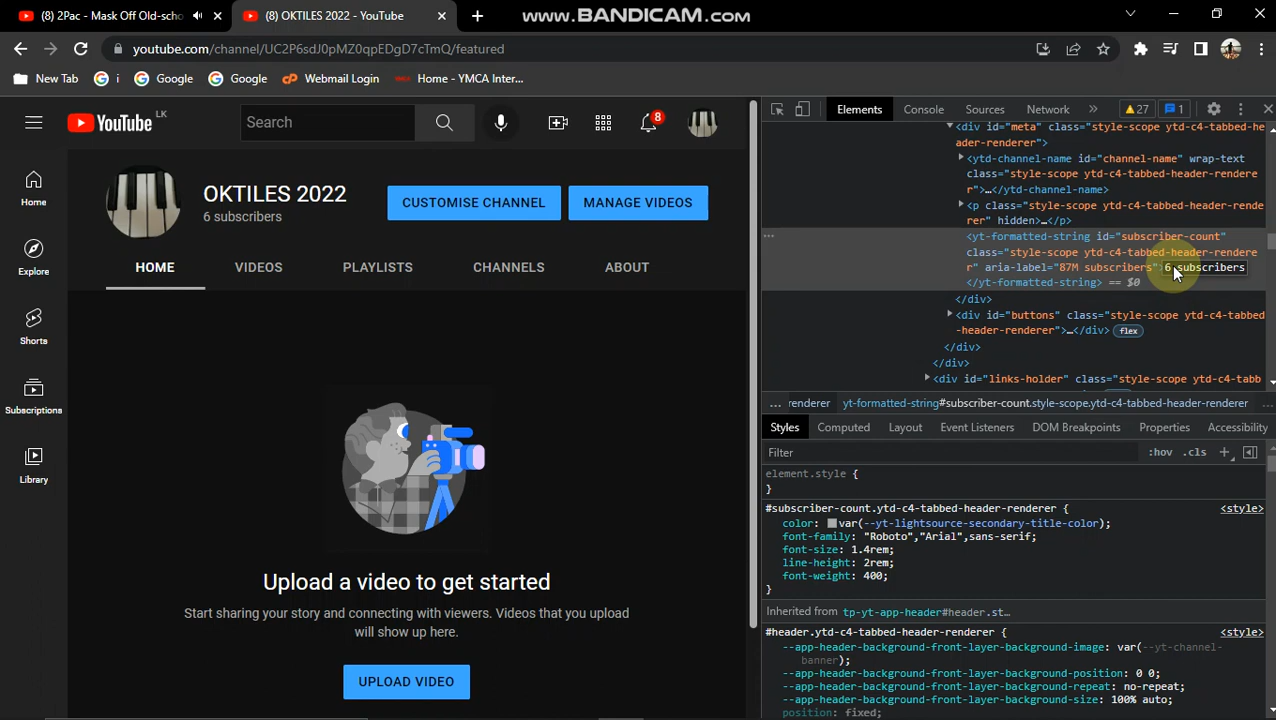 (8) 2Pac - Mask Off Old-scho
(8) OKTILES 2022 - YouTube
www.BANDICAM.com
youtube.com/channel/UC2P6sdJ0pMZ0qpEDgD7cTmQ/featured
New Tab
i
Google
Google
Webmail Login
Home - YMCA Inter...
YouTube LK
Search
8
Home
Explore
Shorts
Subscriptions
Library
OKTILES 2022
6 subscribers
CUSTOMISE CHANNEL
MANAGE VIDEOS
HOME
VIDEOS
PLAYLISTS
CHANNELS
ABOUT
Upload a video to get started
Start sharing your story and connecting with viewers. Videos that you upload
will show up here.
UPLOAD VIDEO
Elements
Console
Sources
Network
27
1
<div id="meta" class="style-scope ytd-c4-tabbed-he
ader-renderer">
<ytd-channel-name id="channel-name" wrap-text
class="style-scope ytd-c4-tabbed-header-rendere
r">…</ytd-channel-name>
<p class="style-scope ytd-c4-tabbed-header-rende
rer" hidden>…</p>
<yt-formatted-string id="subscriber-count"
class="style-scope ytd-c4-tabbed-header-rendere
r" aria-label="87M subscribers">6 subscribers
</yt-formatted-string> == $0
</div>
<div id="buttons" class="style-scope ytd-c4-tabbed
-header-renderer">…</div> flex
</div>
</div>
<div id="links-holder" class="style-scope ytd-c4-tabb
... renderer yt-formatted-string#subscriber-count.style-scope.ytd-c4-tabbed-header-renderer ...
Styles
Computed
Layout
Event Listeners
DOM Breakpoints
Properties
Accessibility
Filter
:hov .cls
element.style {
}
#subscriber-count.ytd-c4-tabbed-header-renderer { <style>
color: var(--yt-lightsource-secondary-title-color);
font-family: "Roboto","Arial",sans-serif;
font-size: 1.4rem;
line-height: 2rem;
font-weight: 400;
}
Inherited from tp-yt-app-header#header.st…
#header.ytd-c4-tabbed-header-renderer { <style>
--app-header-background-front-layer-background-image: var(--yt-channel-
banner);
--app-header-background-front-layer-background-position: 0 0;
--app-header-background-front-layer-background-repeat: no-repeat;
--app-header-background-front-layer-background-size: 100% auto;
position: fixed;